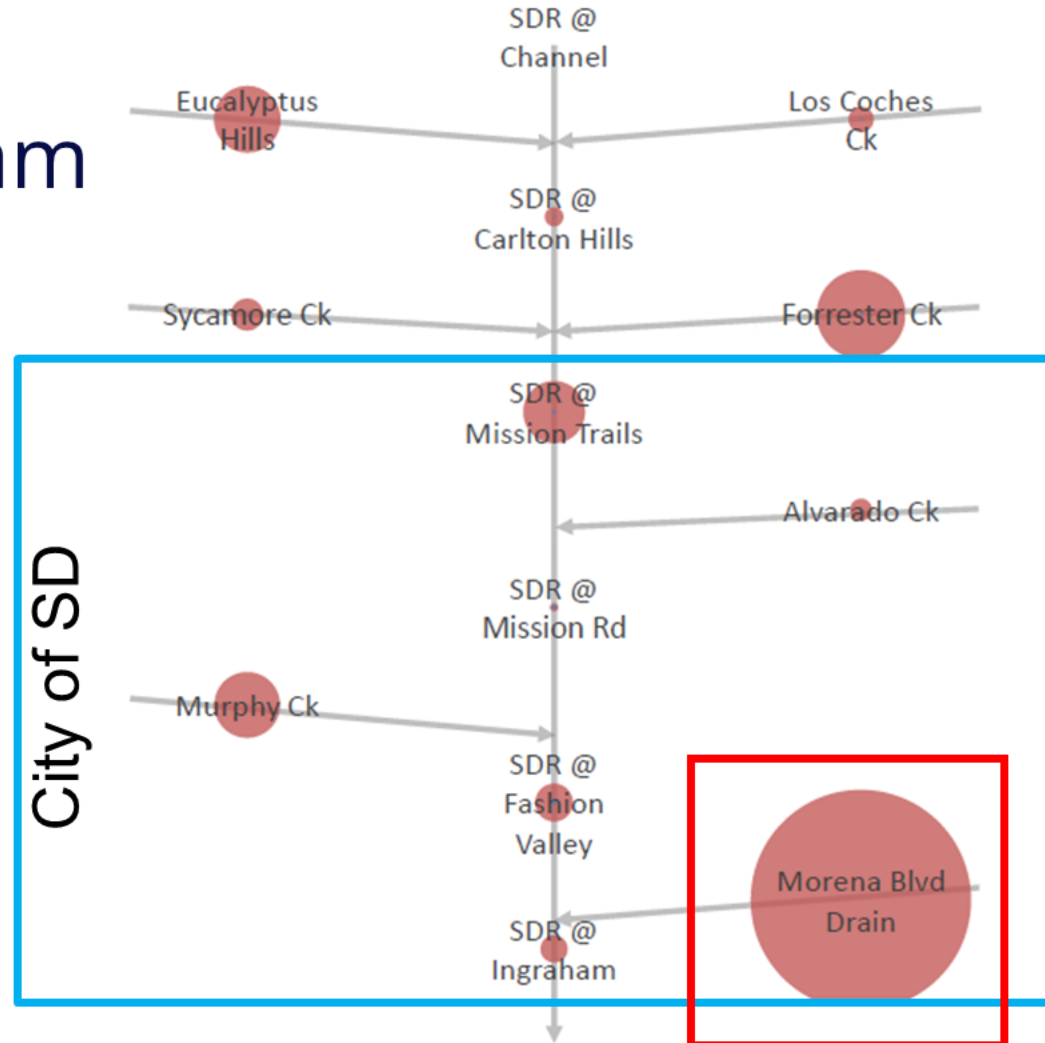 SDR @
Channel
Eucalyptus
Hills
Los Coches
Ck
am
SDR @
Carlton Hills
Sycamore Ck
Forrester Ck
SDR @
Mission Trails
Alvarado Ck
City of SD
SDR @
Mission Rd
Murphy Ck
SDR @
Fashion
Valley
Morena Blvd
Drain
SDR @
Ingraham